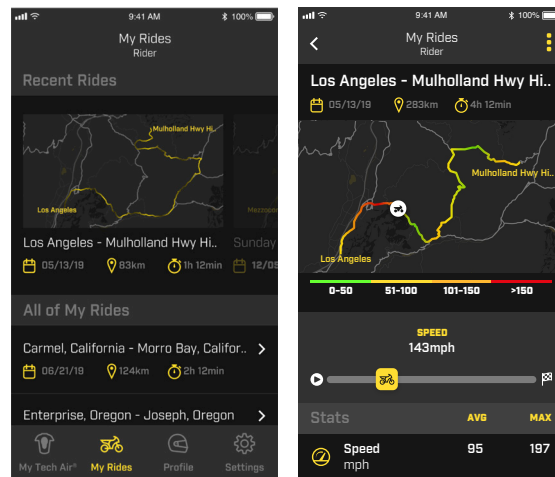 9:41 AM
100%
My Rides
Rider
Recent Rides
Mulholland Hwy Hi..
Los Angeles
Los Angeles - Mulholland Hwy Hi..
Sunday
05/13/19
83km
1h 12min
12/05
All of My Rides
Carmel, California - Morro Bay, Califor..
06/21/19
124km
2h 12min
Enterprise, Oregon - Joseph, Oregon
My Tech Air®
My Rides
Profile
Settings
9:41 AM
100%
My Rides
Rider
Los Angeles - Mulholland Hwy Hi..
05/13/19
283km
4h 12min
Mulholland Hwy Hi..
Los Angeles
0-50
51-100
101-150
>150
SPEED
143mph
Stats
AVG
MAX
Speed
95
197
mph